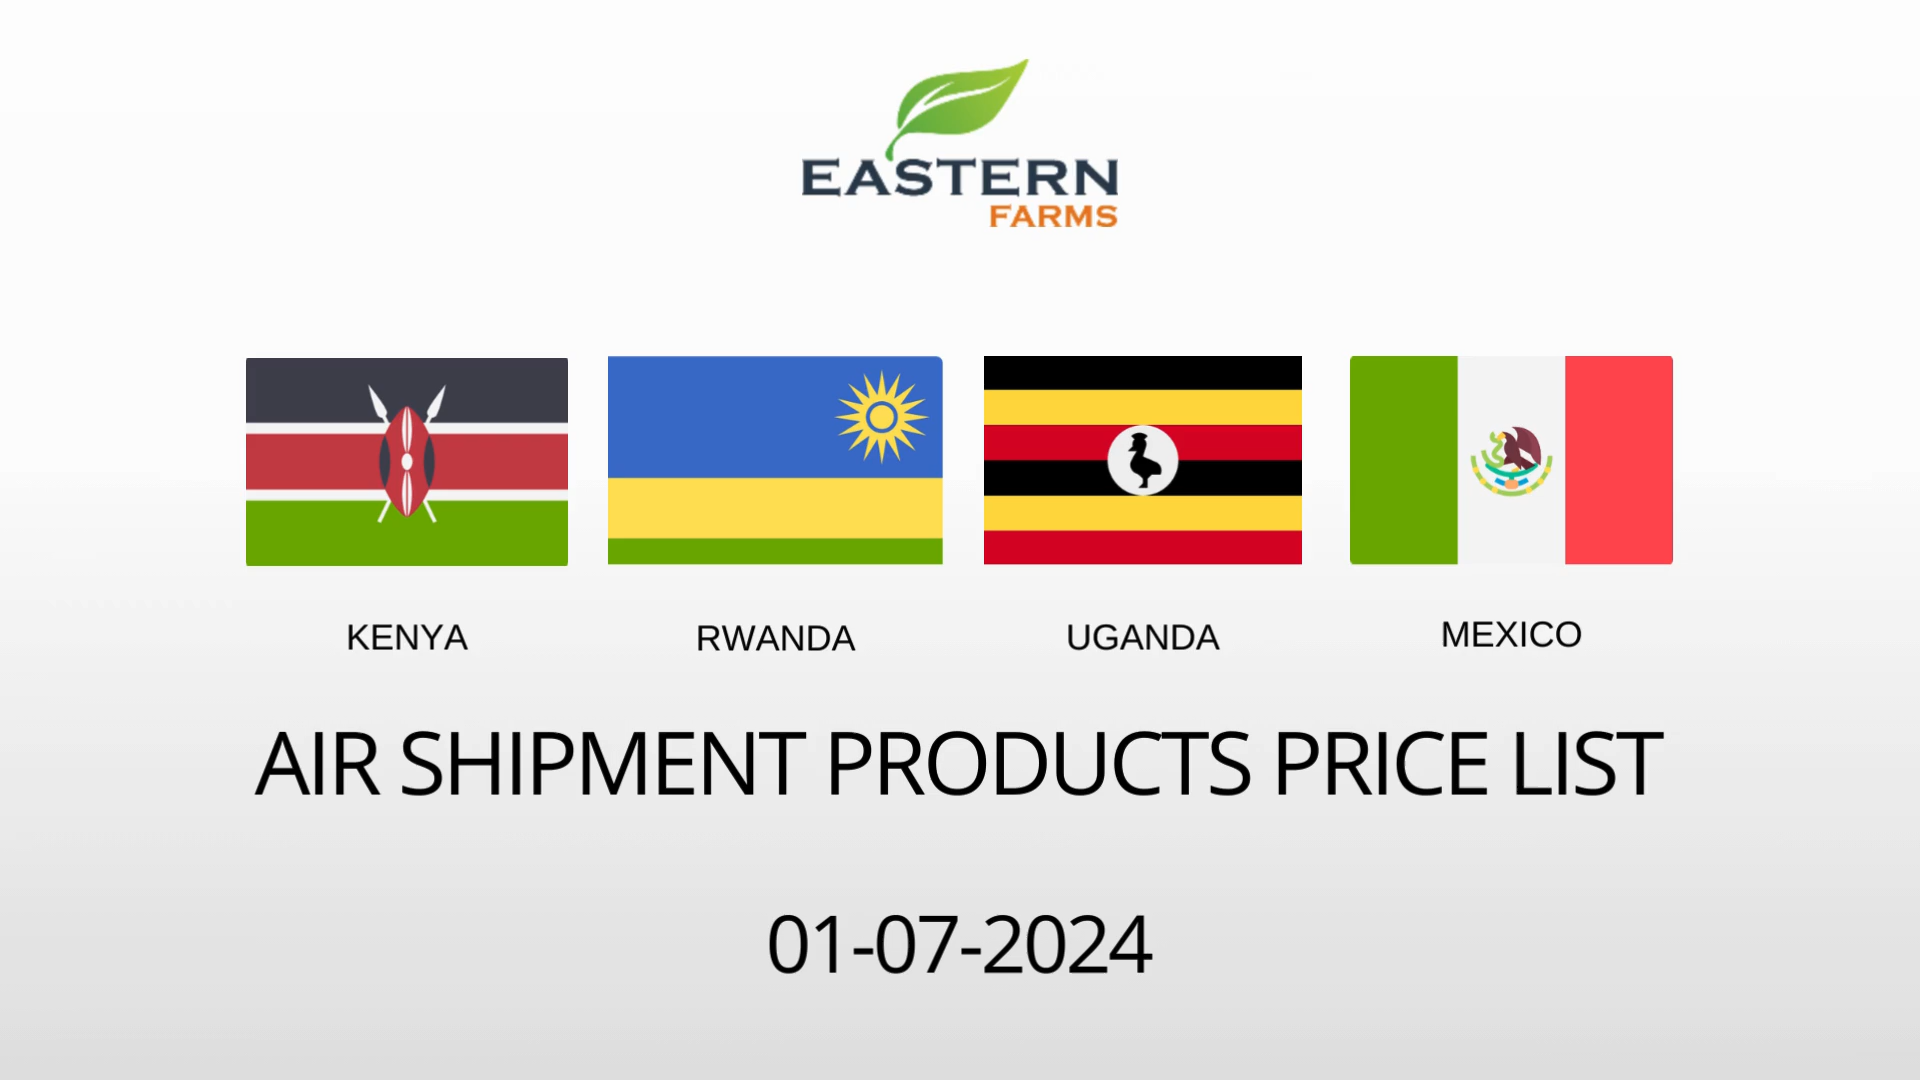 EASTERN
FARMS
KENYA
RWANDA
UGANDA
MEXICO
AIR SHIPMENT PRODUCTS PRICE LIST
01-07-2024